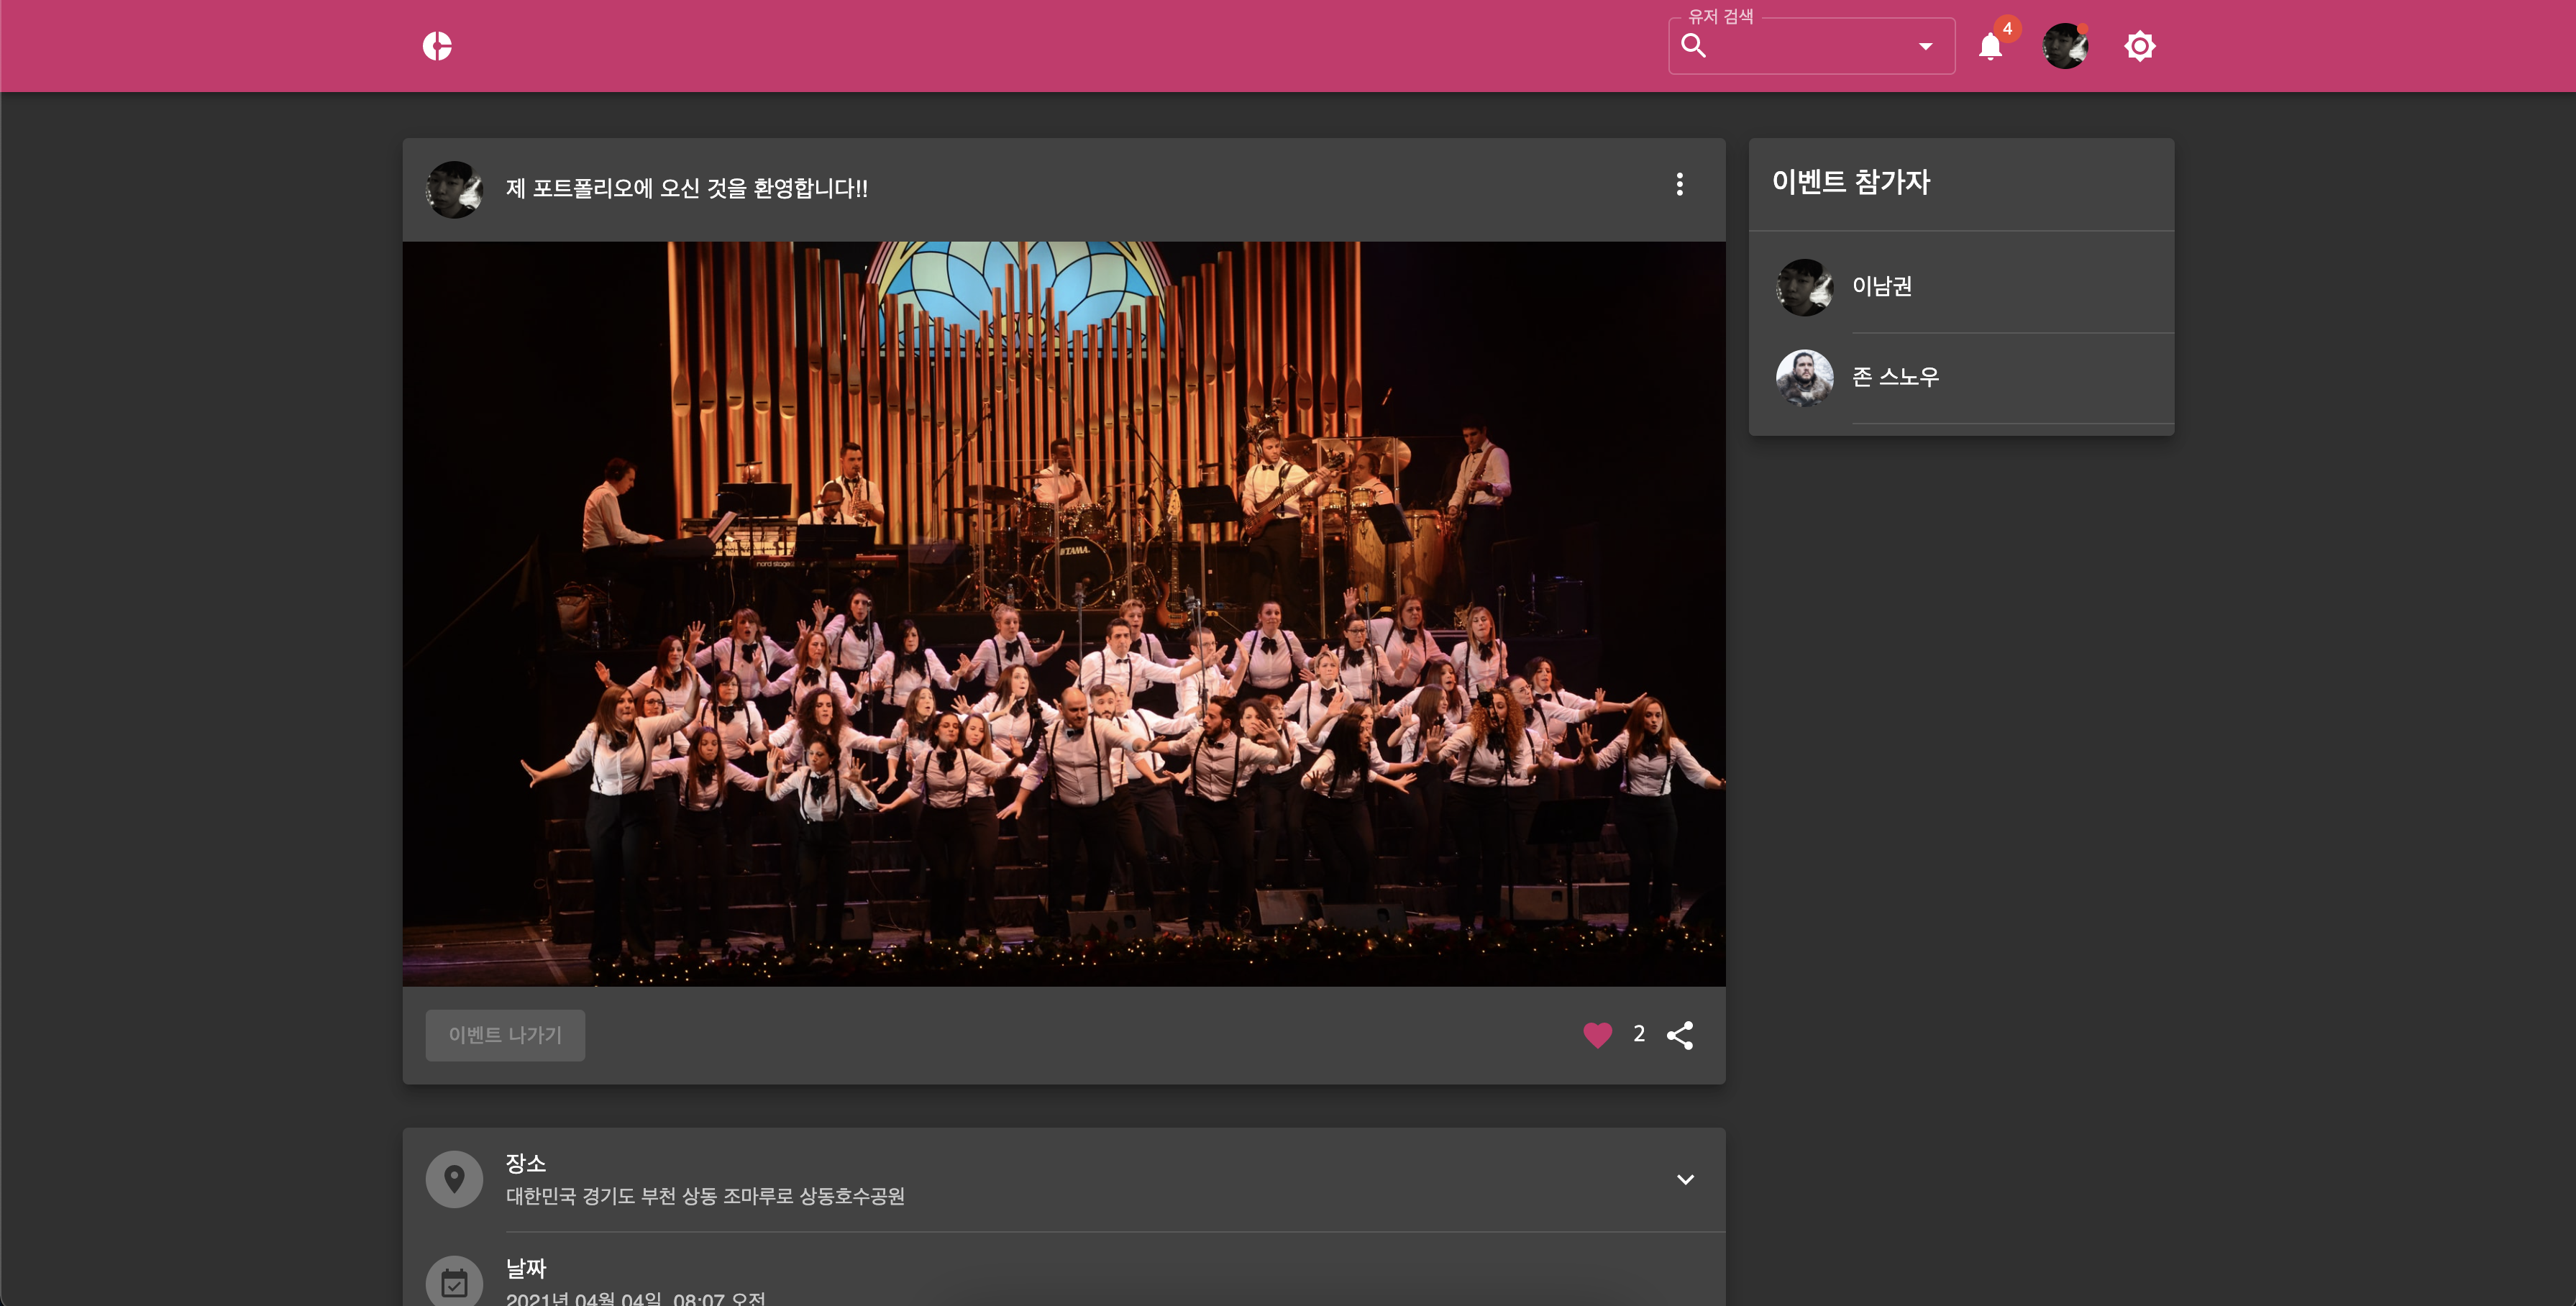 유저 검색
4
제 포트폴리오에 오신 것을 환영합니다!!
이벤트 참가자
이남권
존 스노우
TAMA
nord stage
이벤트 나가기
2
장소
대한민국 경기도 부천 상동 조마루로 상동호수공원
날짜
2021년 04월 04일, 08:07 오전